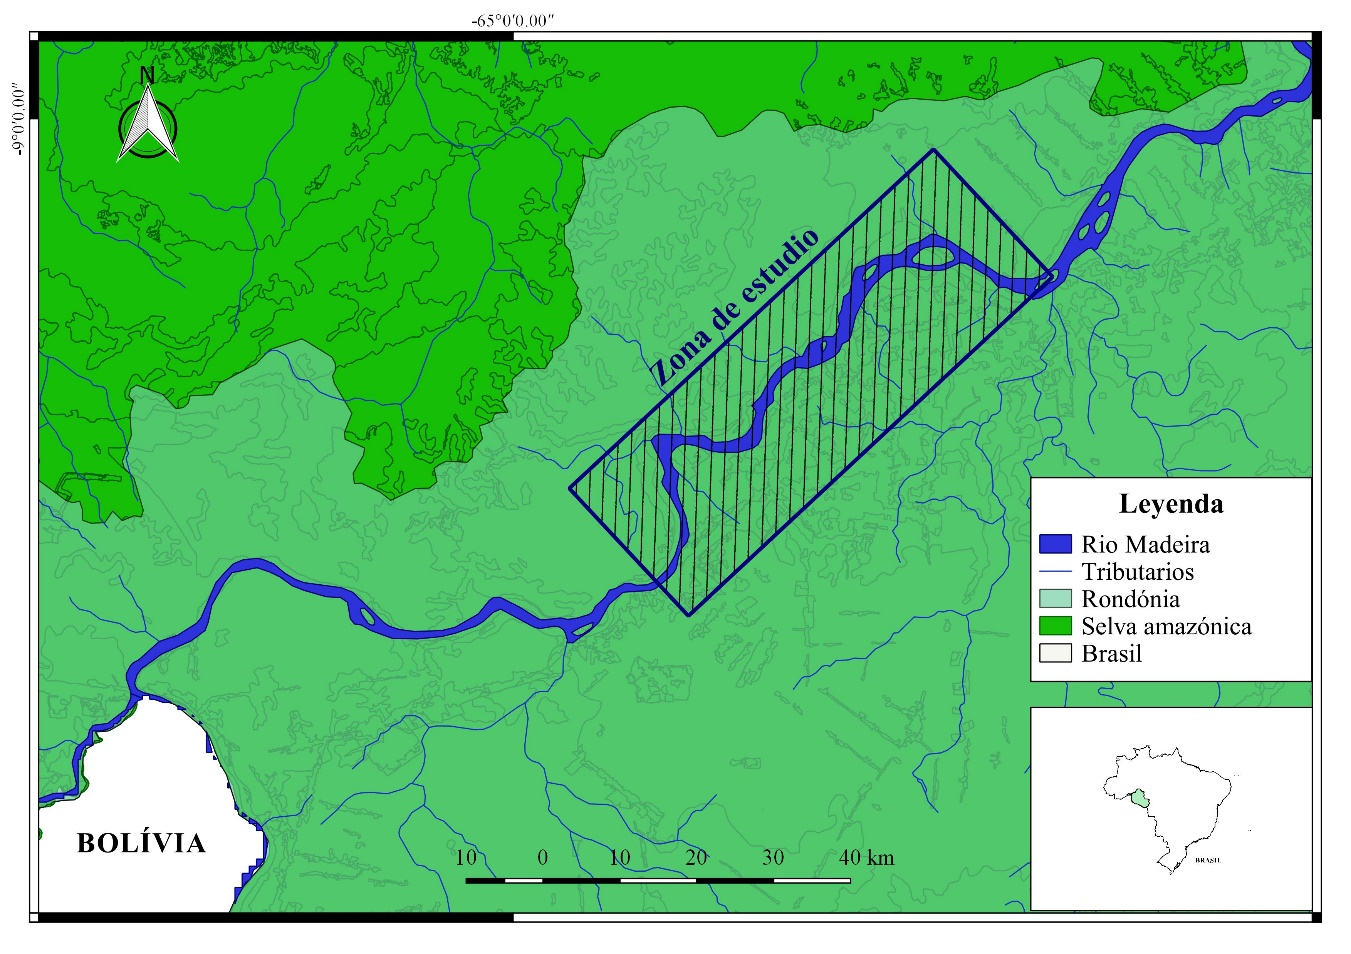 -65°0'0.00"
-9°0'0.00"
N
Zona de estudio
Leyenda
Rio Madeira
Tributarios
Rondónia
Selva amazónica
Brasil
BRASIL
BOLÍVIA
10 0 10 20 30 40 km